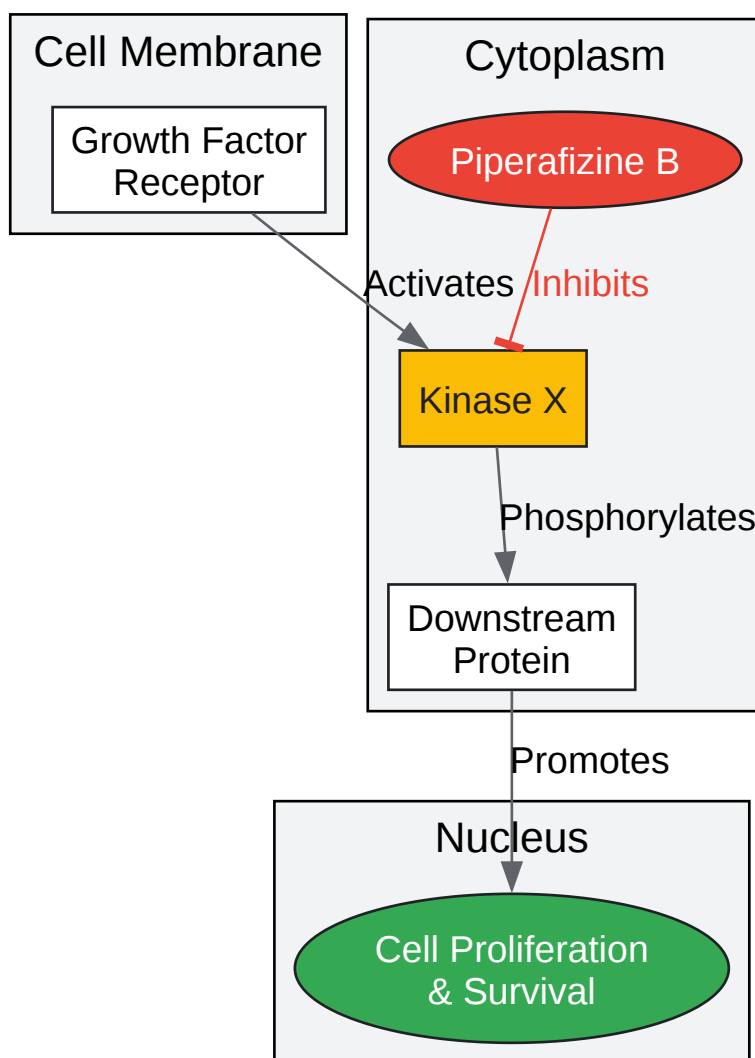 Cell Membrane
Growth Factor
Receptor
Cytoplasm
Piperafizine B
Activates
Inhibits
Kinase X
Phosphorylates
Downstream
Protein
Promotes
Nucleus
Cell Proliferation
& Survival